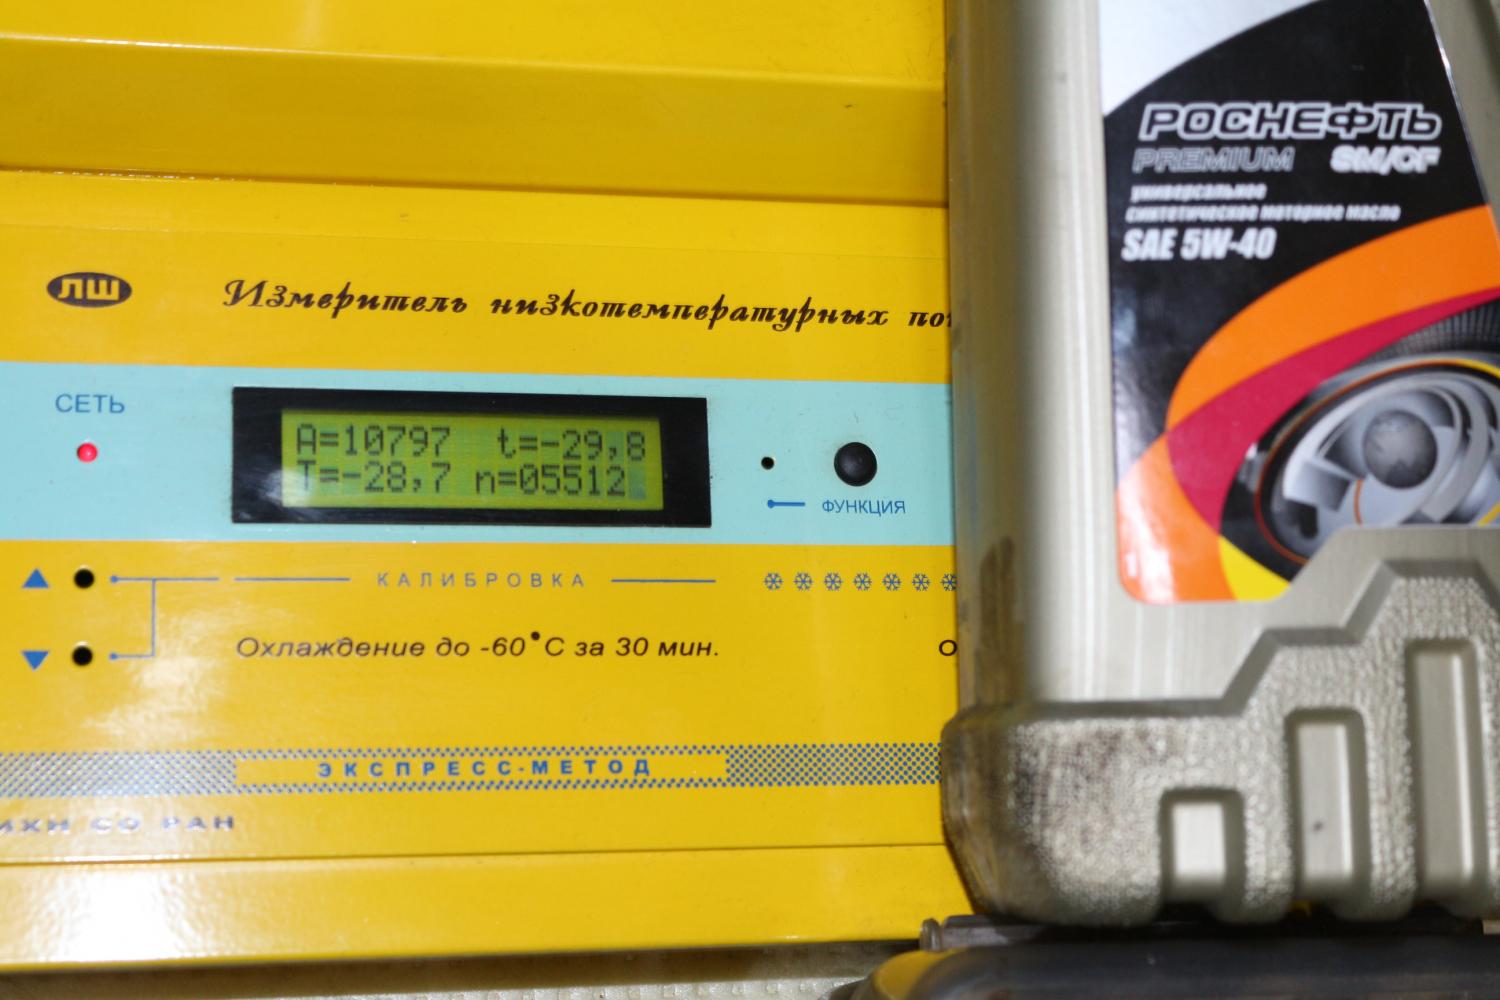 РОСНЕФТЬ
PREMIUM SM/CF
универсальное
синтетическое моторное масло
SAE 5W-40
ЛШ
Измеритель низкотемпературных
СЕТЬ
A=10797 t=-29,8
T=-28,7 n=05512
ФУНКЦИЯ
КАЛИБРОВКА
Охлаждение до -60°С за 30 мин.
ЭКСПРЕСС-МЕТОД
ИХН СО РАН